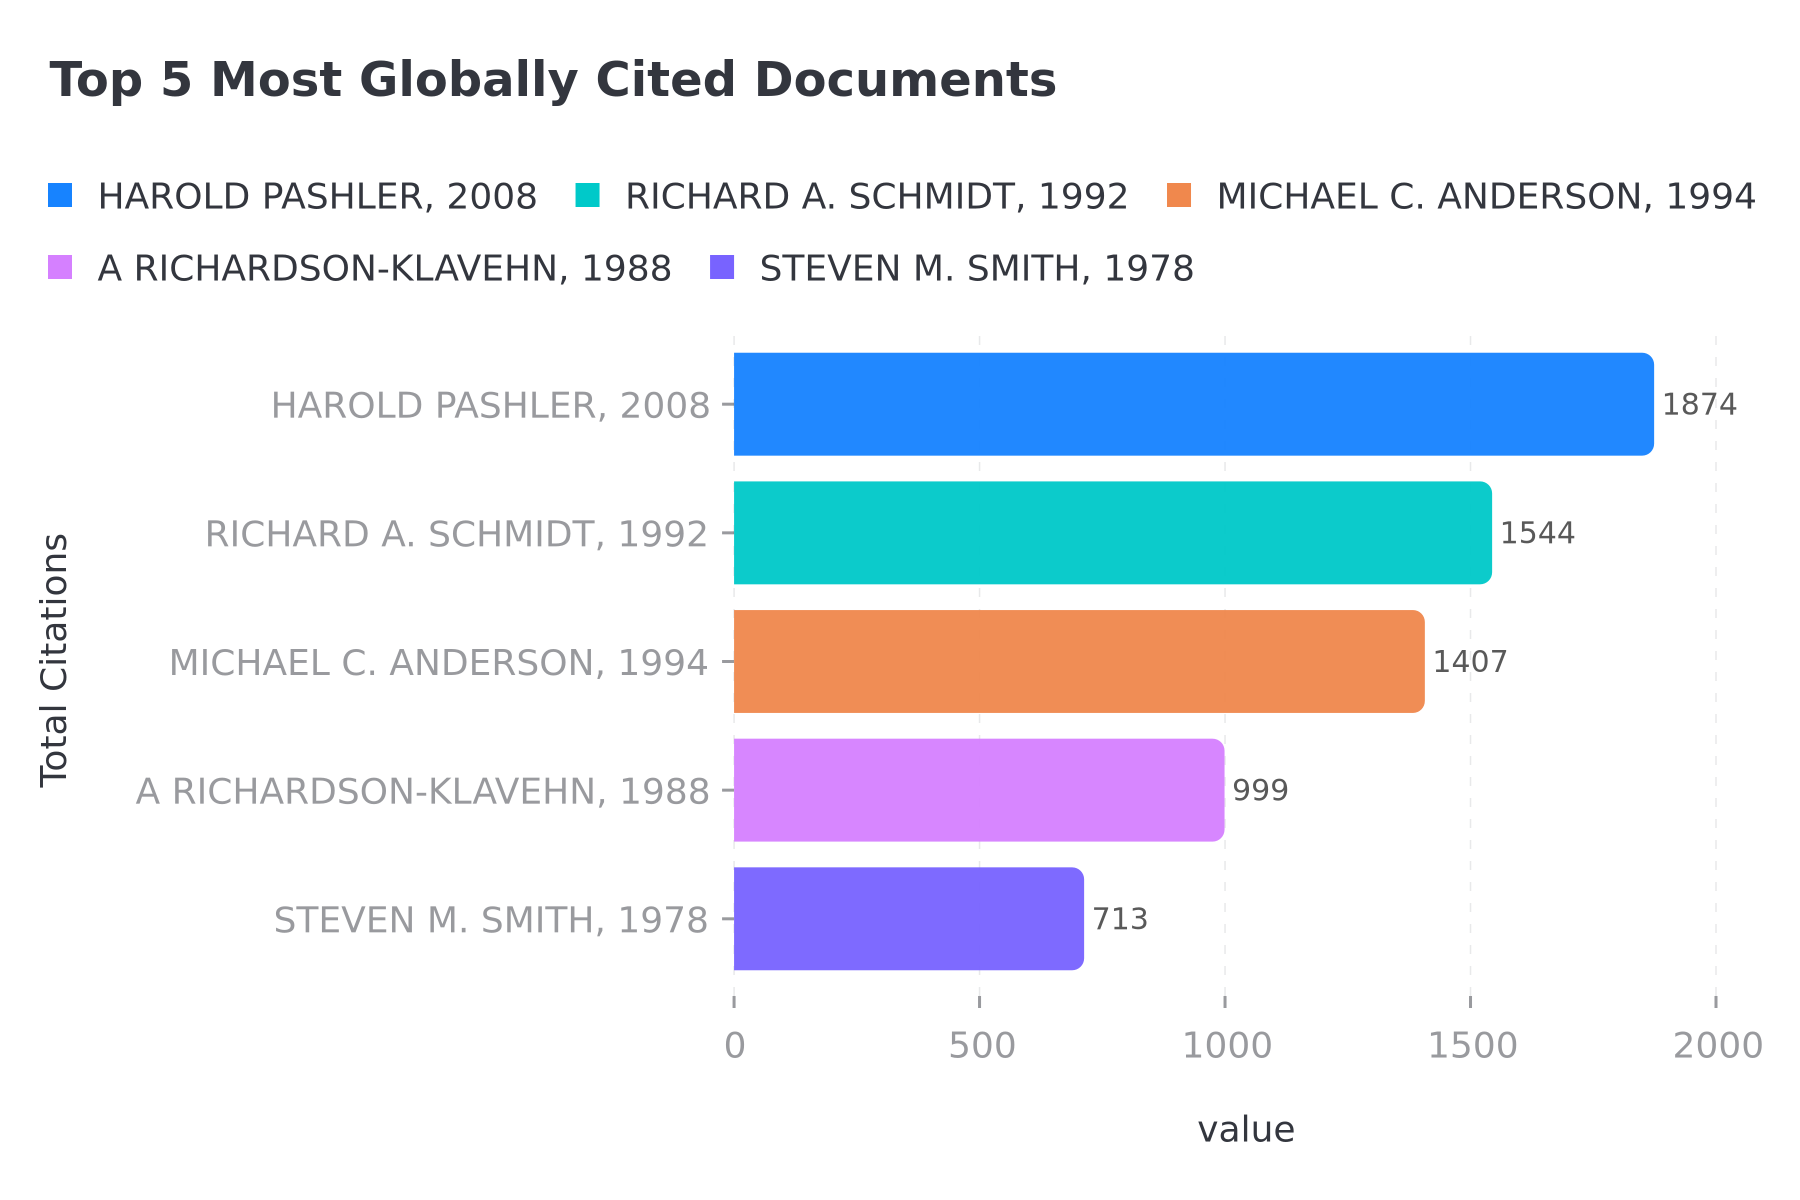 Top 5 Most Globally Cited Documents
HAROLD PASHLER, 2008 RICHARD A. SCHMIDT, 1992 MICHAEL C. ANDERSON, 1994
A RICHARDSON-KLAVEHN, 1988 STEVEN M. SMITH, 1978
Total Citations
HAROLD PASHLER, 2008 1874
RICHARD A. SCHMIDT, 1992 1544
MICHAEL C. ANDERSON, 1994 1407
A RICHARDSON-KLAVEHN, 1988 999
STEVEN M. SMITH, 1978 713
0 500 1000 1500 2000
value